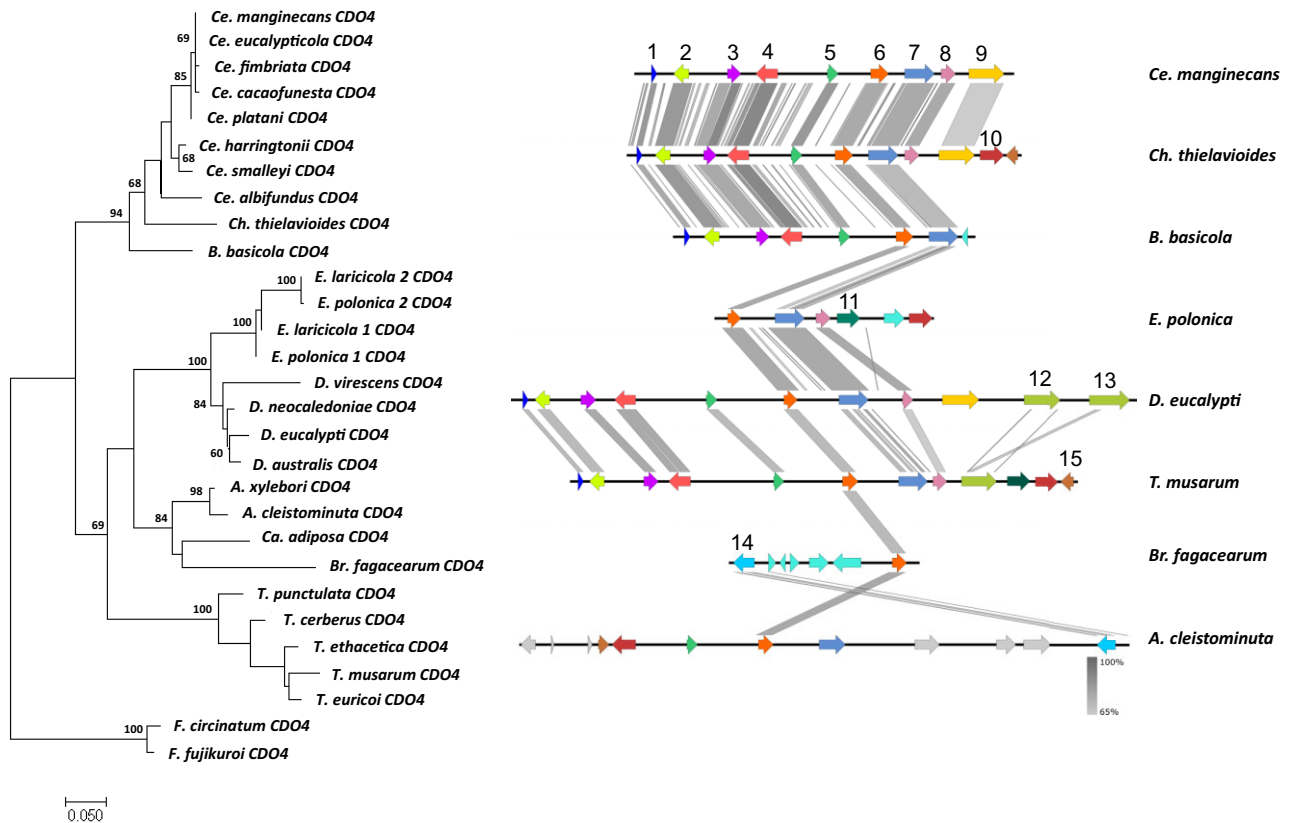 Ce. manginecans CDO4
69
Ce. eucalypticola CDO4
Ce. fimbriata CDO4
85
Ce. cacaofunesta CDO4
Ce. platani CDO4
Ce. harringtonii CDO4
68
Ce. smalleyi CDO4
68
Ce. albifundus CDO4
94
Ch. thielavioides CDO4
B. basicola CDO4
E. laricicola 2 CDO4
100
E. polonica 2 CDO4
100
E. laricicola 1 CDO4
E. polonica 1 CDO4
100
D. virescens CDO4
84
D. neocaledoniae CDO4
D. eucalypti CDO4
60
D. australis CDO4
98
A. xylebori CDO4
84
A. cleistominuta CDO4
69
Ca. adiposa CDO4
Br. fagacearum CDO4
100
T. punctulata CDO4
T. cerberus CDO4
T. ethacetica CDO4
T. musarum CDO4
T. euricoi CDO4
100
F. circinatum CDO4
F. fujikuroi CDO4
0.050
1 2 3 4 5 6 7 8 9
Ce. manginecans
10
Ch. thielavioides
B. basicola
11
E. polonica
12 13
D. eucalypti
15
T. musarum
14
Br. fagacearum
A. cleistominuta
100%
65%